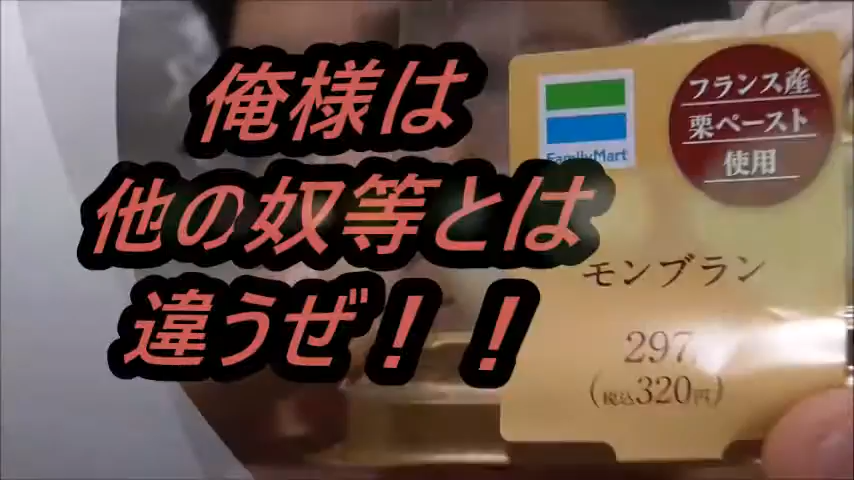 俺様は
他の奴等とは
違うぜ！！
FamilyMart
フランス産
栗ペースト
使用
モンブラン
297
(税込320円)